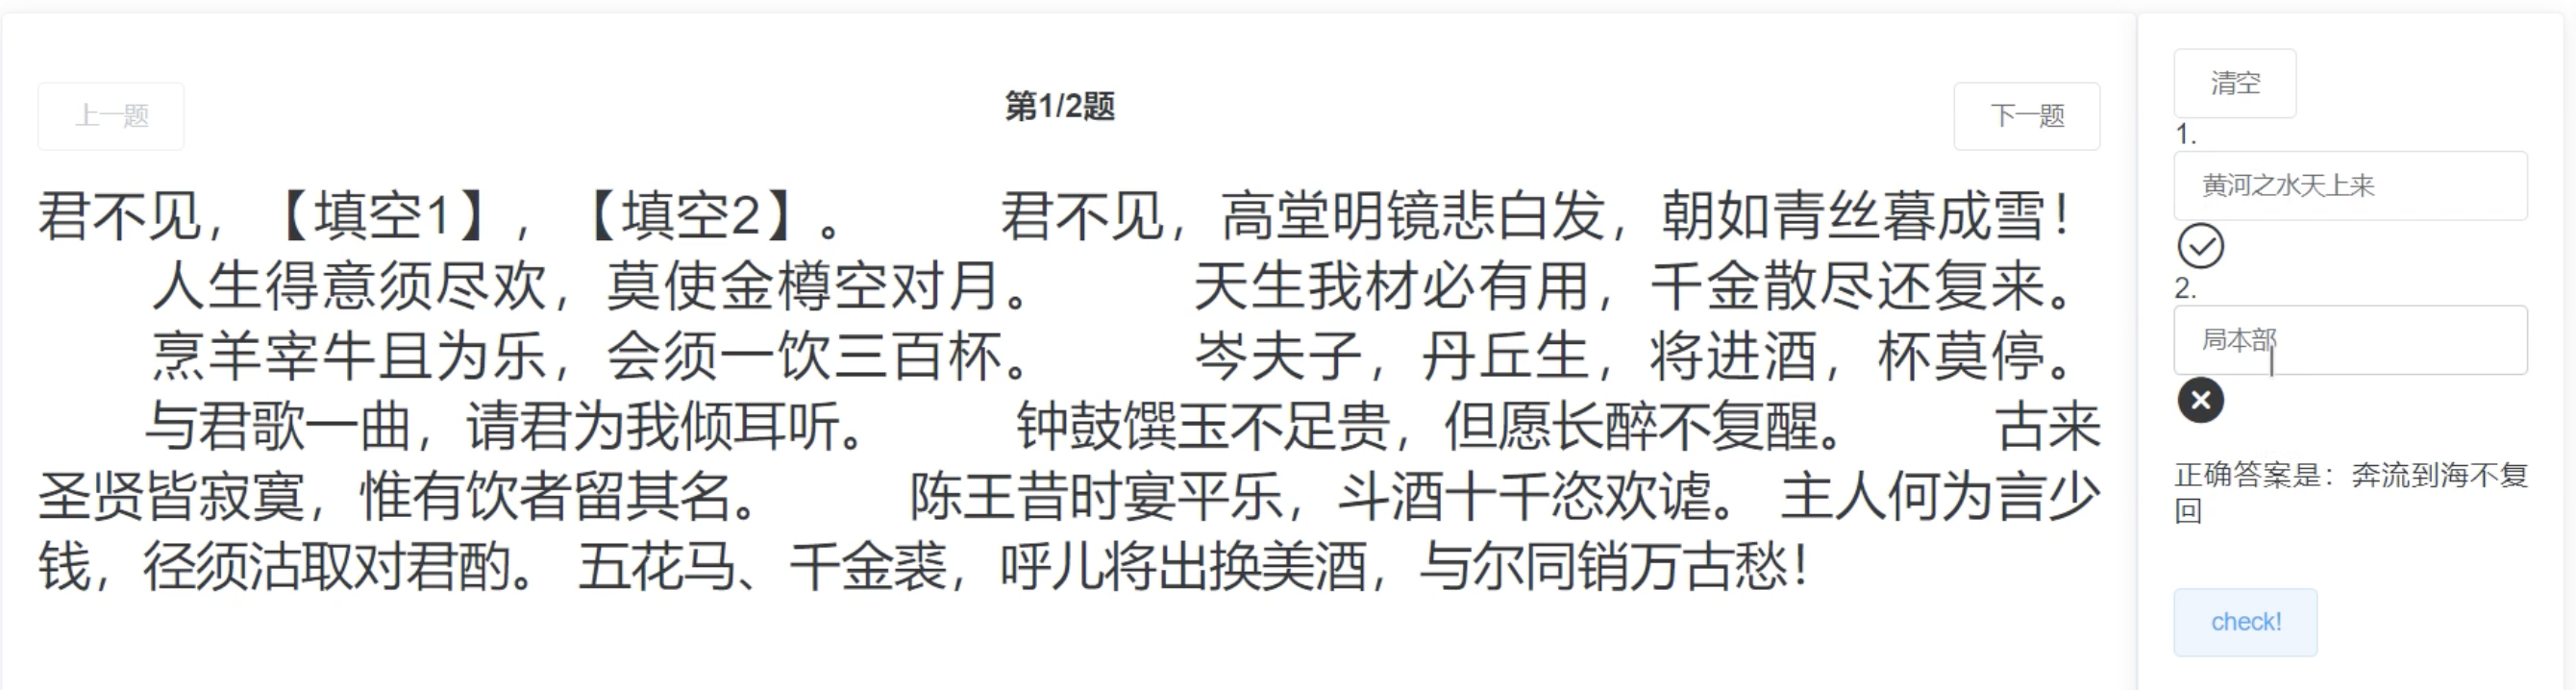 上一题
第1/2题
下一题
君不见，【填空1】，【填空2】。 君不见，高堂明镜悲白发，朝如青丝暮成雪！
人生得意须尽欢，莫使金樽空对月。 天生我材必有用，千金散尽还复来。
烹羊宰牛且为乐，会须一饮三百杯。 岑夫子，丹丘生，将进酒，杯莫停。
与君歌一曲，请君为我倾耳听。 钟鼓馔玉不足贵，但愿长醉不复醒。 古来
圣贤皆寂寞，惟有饮者留其名。 陈王昔时宴平乐，斗酒十千恣欢谑。 主人何为言少
钱，径须沽取对君酌。 五花马、千金裘，呼儿将出换美酒，与尔同销万古愁！
清空
1.
黄河之水天上来
2.
局本部
正确答案是：奔流到海不复
回
check!